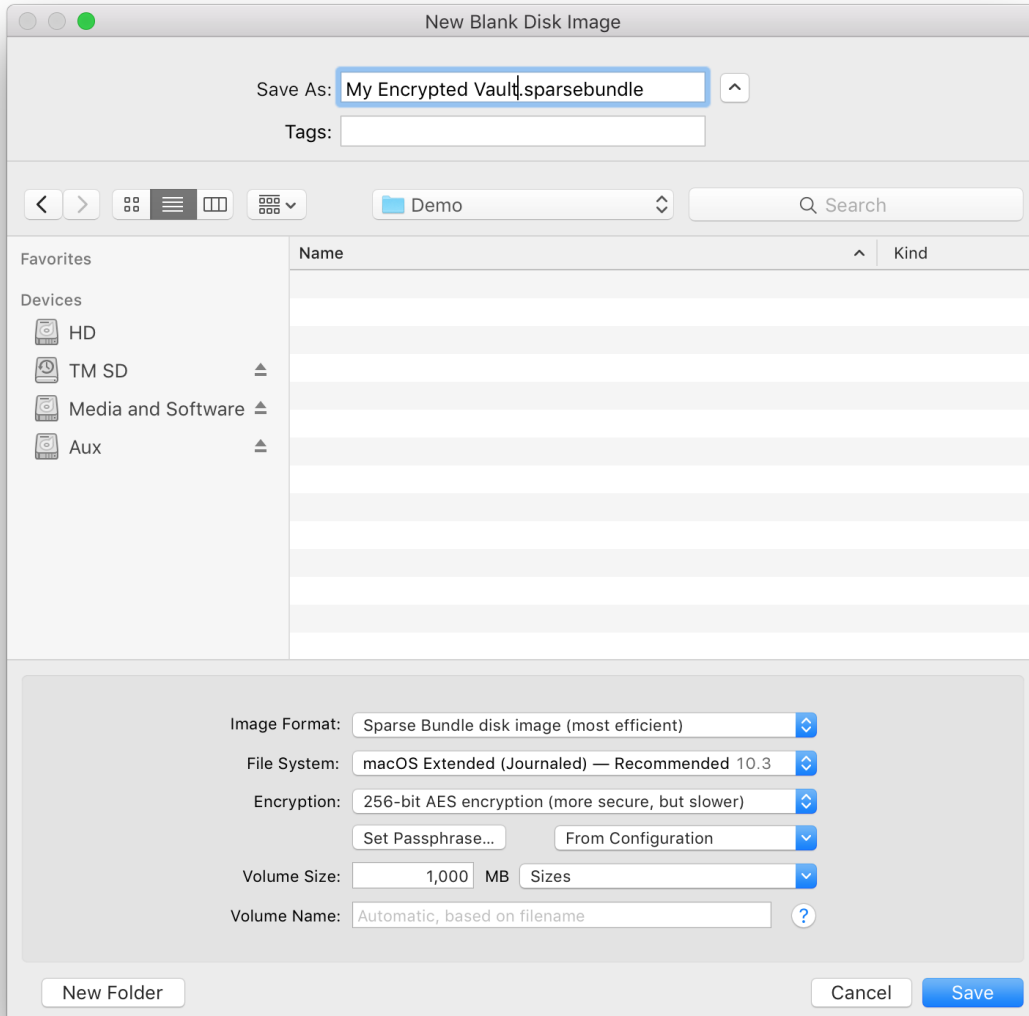 New Blank Disk Image
Save As: My Encrypted Vault.sparsebundle
Tags:
Demo
Search
Favorites
Name Kind
Devices
HD
TM SD
Media and Software
Aux
Image Format: Sparse Bundle disk image (most efficient)
File System: macOS Extended (Journaled) — Recommended 10.3
Encryption: 256-bit AES encryption (more secure, but slower)
Set Passphrase... From Configuration
Volume Size: 1,000 MB Sizes
Volume Name: Automatic, based on filename ?
New Folder Cancel Save